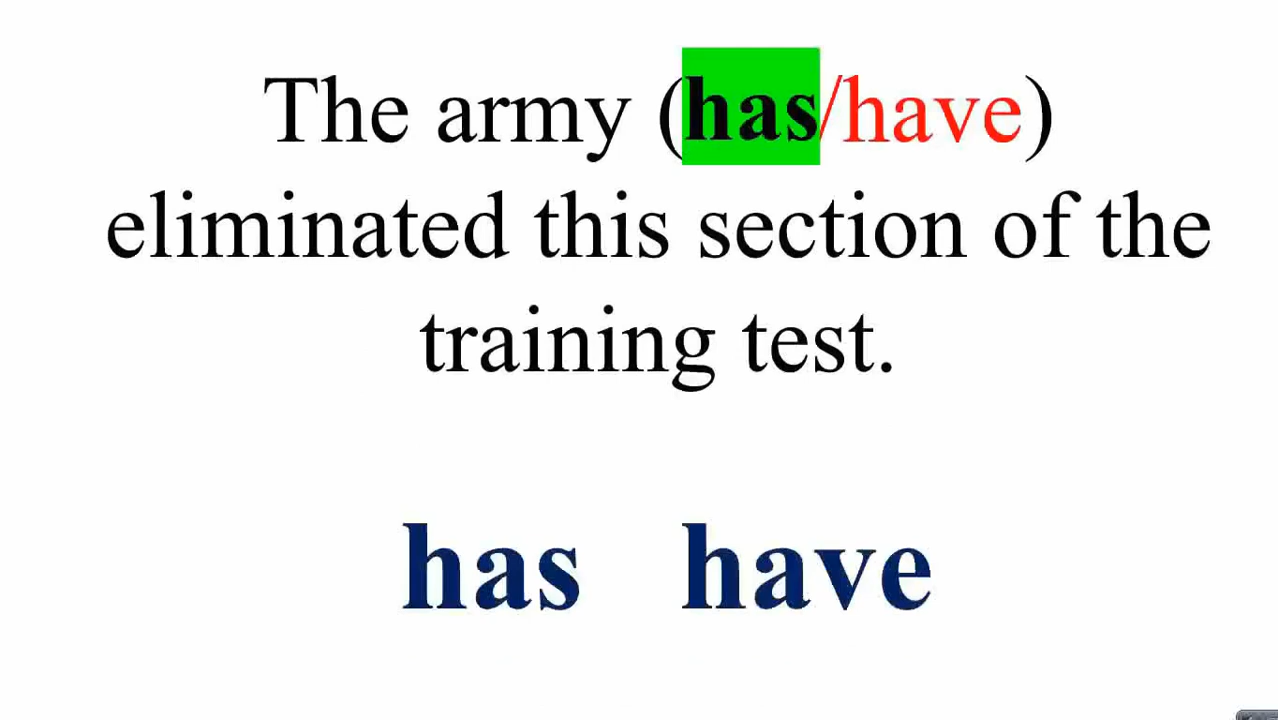 The army (has/have)
eliminated this section of the
training test.
has have